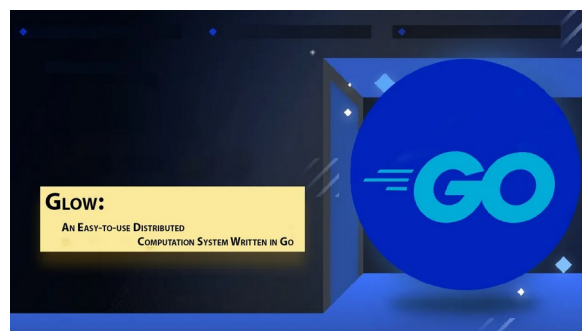 Glow:
An Easy-to-use Distributed
Computation System Written in Go
GO